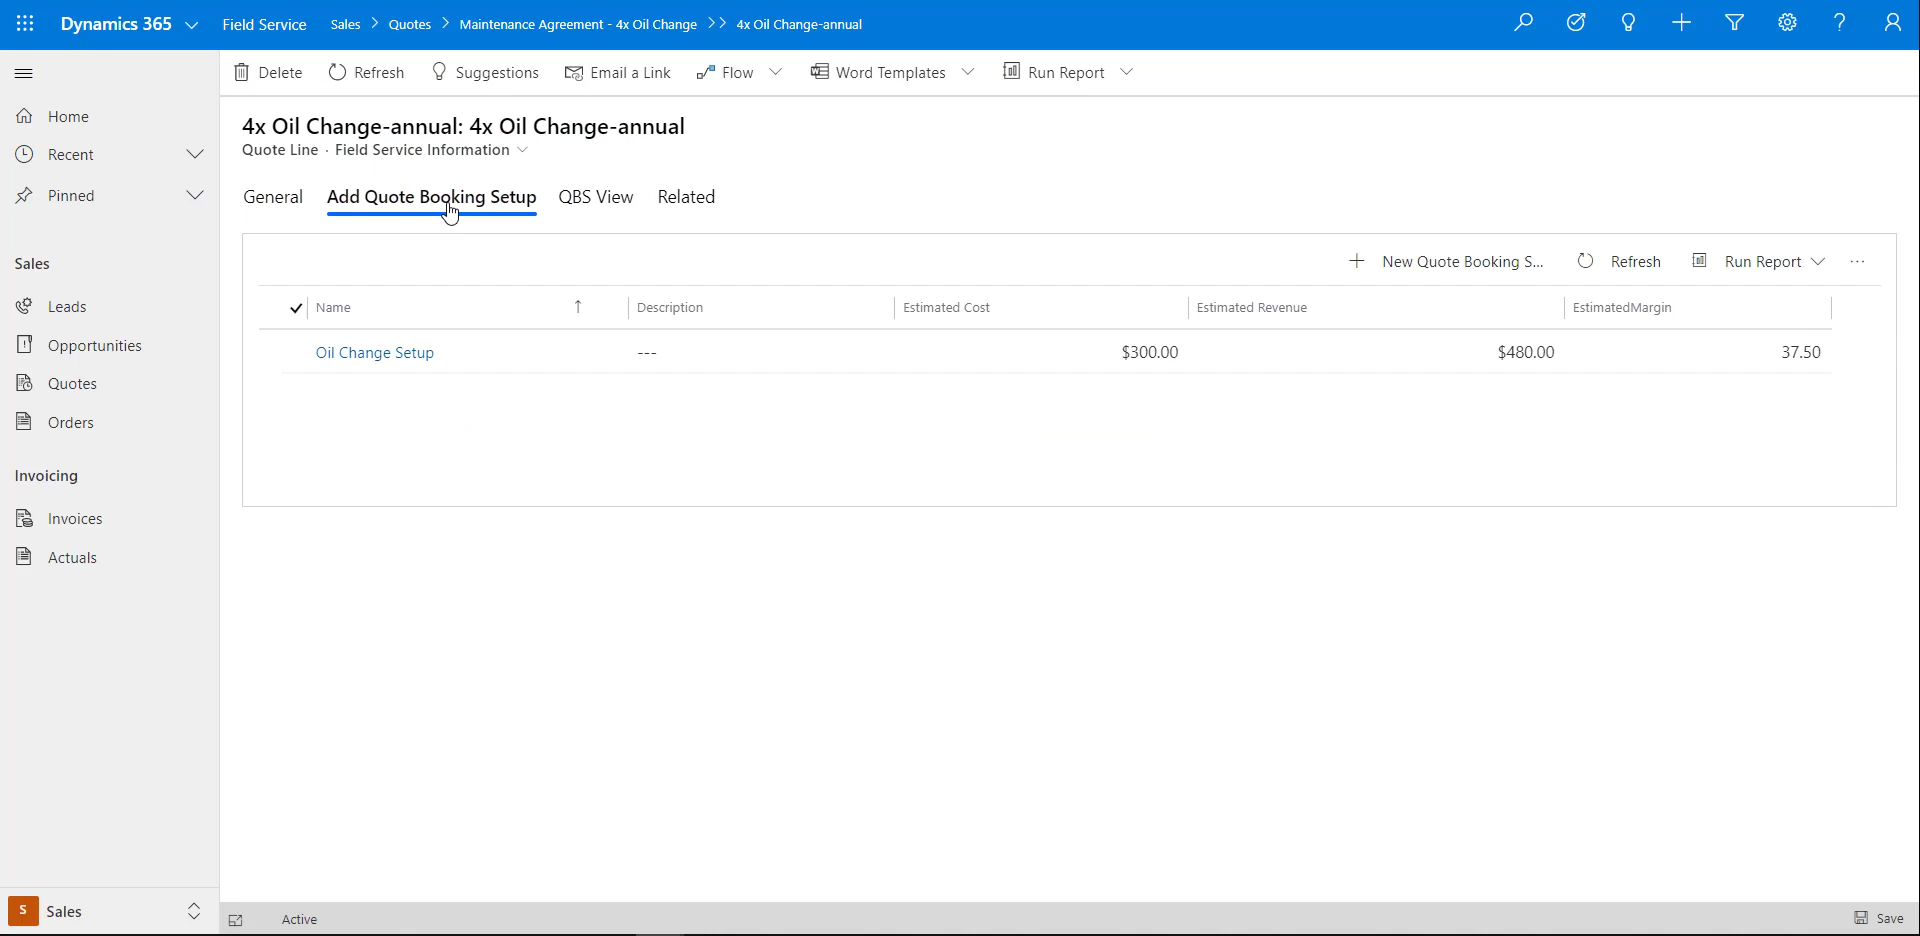 Dynamics 365 Field Service Sales > Quotes > Maintenance Agreement - 4x Oil Change >> 4x Oil Change-annual
Delete Refresh Suggestions Email a Link Flow Word Templates Run Report
Home
Recent
Pinned
Sales
Leads
Opportunities
Quotes
Orders
Invoicing
Invoices
Actuals
S Sales
4x Oil Change-annual: 4x Oil Change-annual
Quote Line · Field Service Information
General Add Quote Booking Setup QBS View Related
New Quote Booking S... Refresh Run Report ...
Name Description Estimated Cost Estimated Revenue EstimatedMargin
Oil Change Setup --- $300.00 $480.00 37.50
Active Save